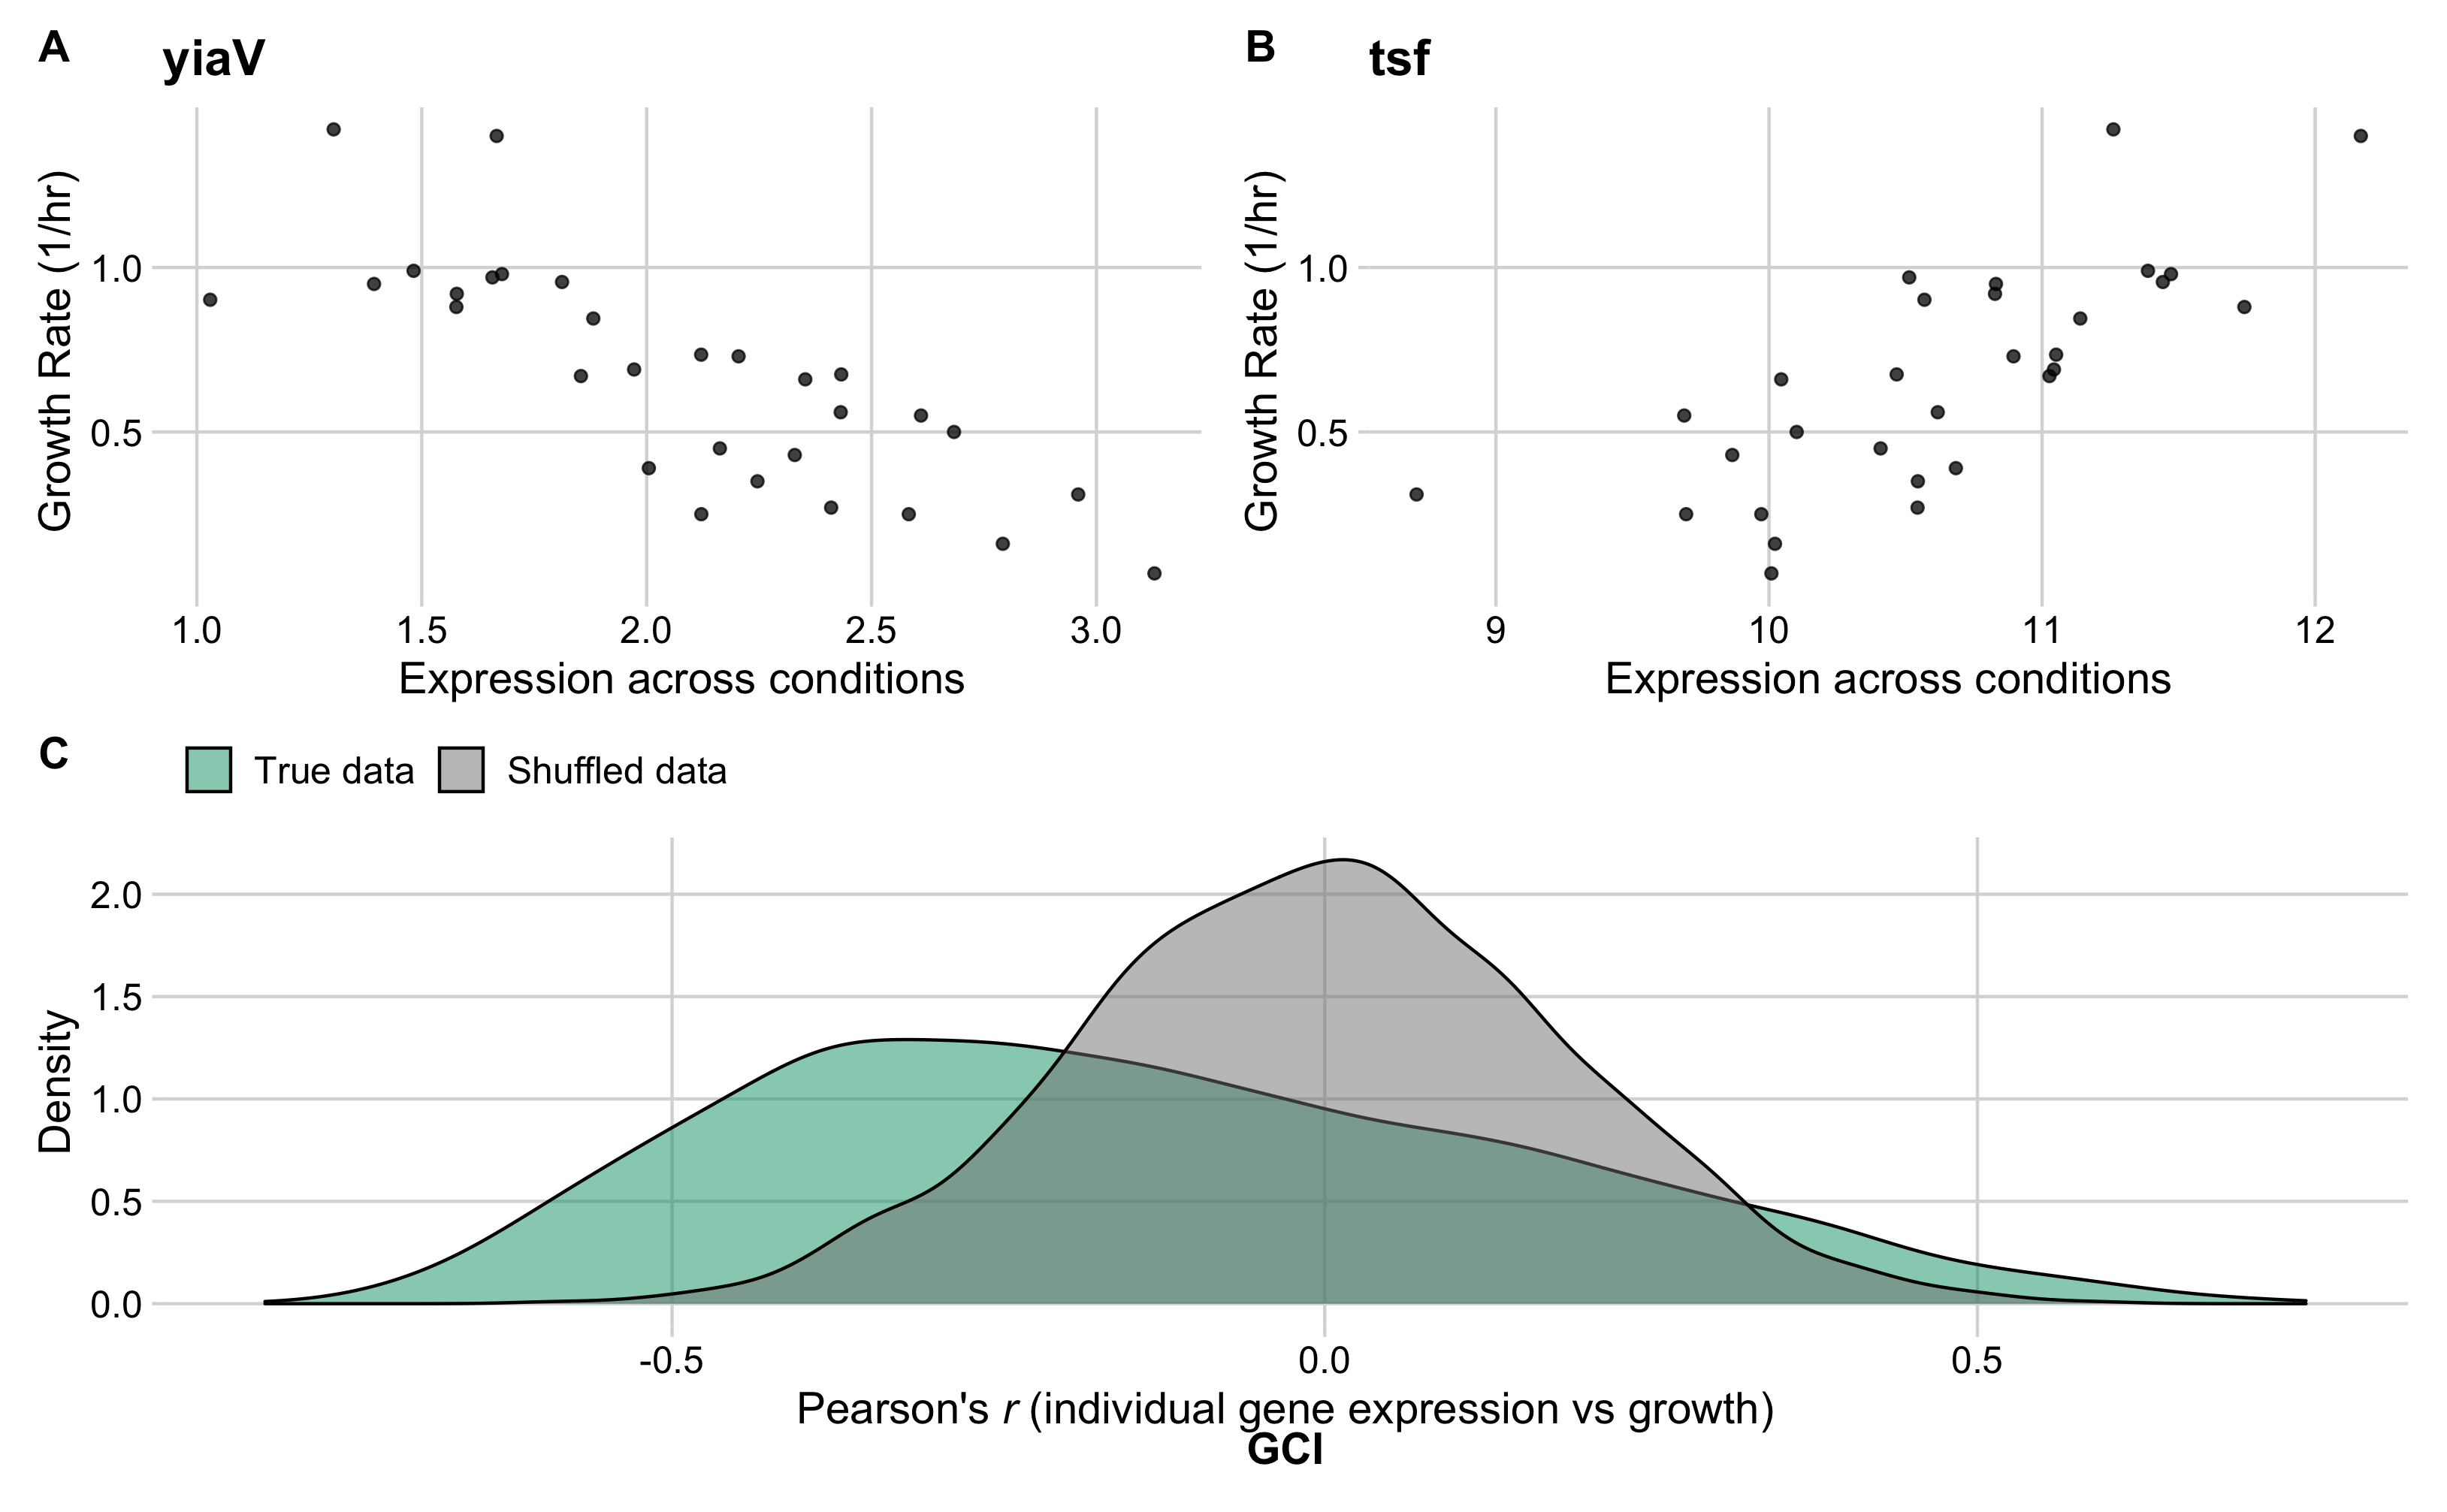 A
yiaV
Growth Rate (1/hr)
1.0
0.5
1.0 1.5 2.0 2.5 3.0
Expression across conditions
B
tsf
Growth Rate (1/hr)
1.0
0.5
9 10 11 12
Expression across conditions
C
True data Shuffled data
Density
2.0
1.5
1.0
0.5
0.0
-0.5 0.0 0.5
Pearson's r (individual gene expression vs growth)
GCI